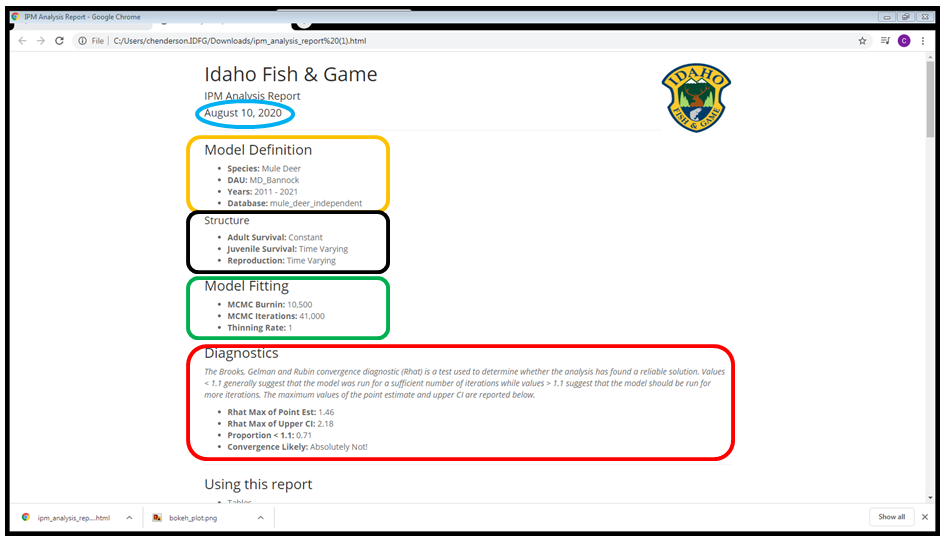 IPM Analysis Report - Google Chrome
File | C:/Users/chenderson.IDFG/Downloads/ipm_analysis_report%20(1).html
C
Idaho Fish & Game
IPM Analysis Report
August 10, 2020
IDAHO
FISH & GAME
Model Definition
• Species: Mule Deer
• DAU: MD_Bannock
• Years: 2011 - 2021
• Database: mule_deer_independent
Structure
• Adult Survival: Constant
• Juvenile Survival: Time Varying
• Reproduction: Time Varying
Model Fitting
• MCMC Burnin: 10,500
• MCMC Iterations: 41,000
• Thinning Rate: 1
Diagnostics
The Brooks, Gelman and Rubin convergence diagnostic (Rhat) is a test used to determine whether the analysis has found a reliable solution. Values
< 1.1 generally suggest that the model was run for a sufficient number of iterations while values > 1.1 suggest that the model should be run for
more iterations. The maximum values of the point estimate and upper CI are reported below.
• Rhat Max of Point Est: 1.46
• Rhat Max of Upper CI: 2.18
• Proportion < 1.1: 0.71
• Convergence Likely: Absolutely Not!
Using this report
• Tables
ipm_analysis_rep....html
bokeh_plot.png
Show all